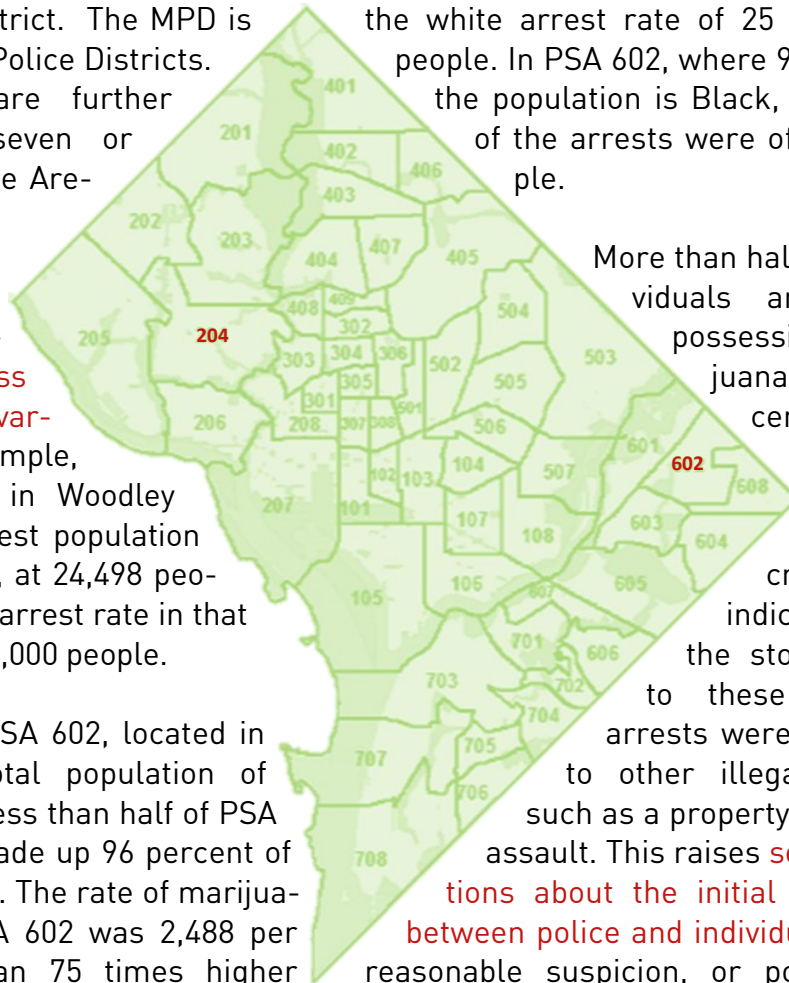 trict. The MPD is
Police Districts.
are further
seven or
e Are-
ss
var-
mple,
in Woodley
est population
, at 24,498 peo-
arrest rate in that
,000 people.
SA 602, located in
otal population of
ess than half of PSA
ade up 96 percent of
. The rate of marijua-
A 602 was 2,488 per
an 75 times higher
401
201
402
406
403
202
203
404
407
405
408
409
504
302
205
204
303
304
306
502
503
305
505
301
501
206
208
307
308
506
601
602
102
103
104
507
608
207
101
107
603
108
604
105
106
607
605
701
606
703
702
704
705
707
706
708
the white arrest rate of 25
people. In PSA 602, where 9
the population is Black,
of the arrests were of
ple.
More than hal
viduals ar
possessi
juana
cer
cr
indic
the sto
to these
arrests were
to other illega
such as a property
assault. This raises se
tions about the initial
between police and individu
reasonable suspicion, or po